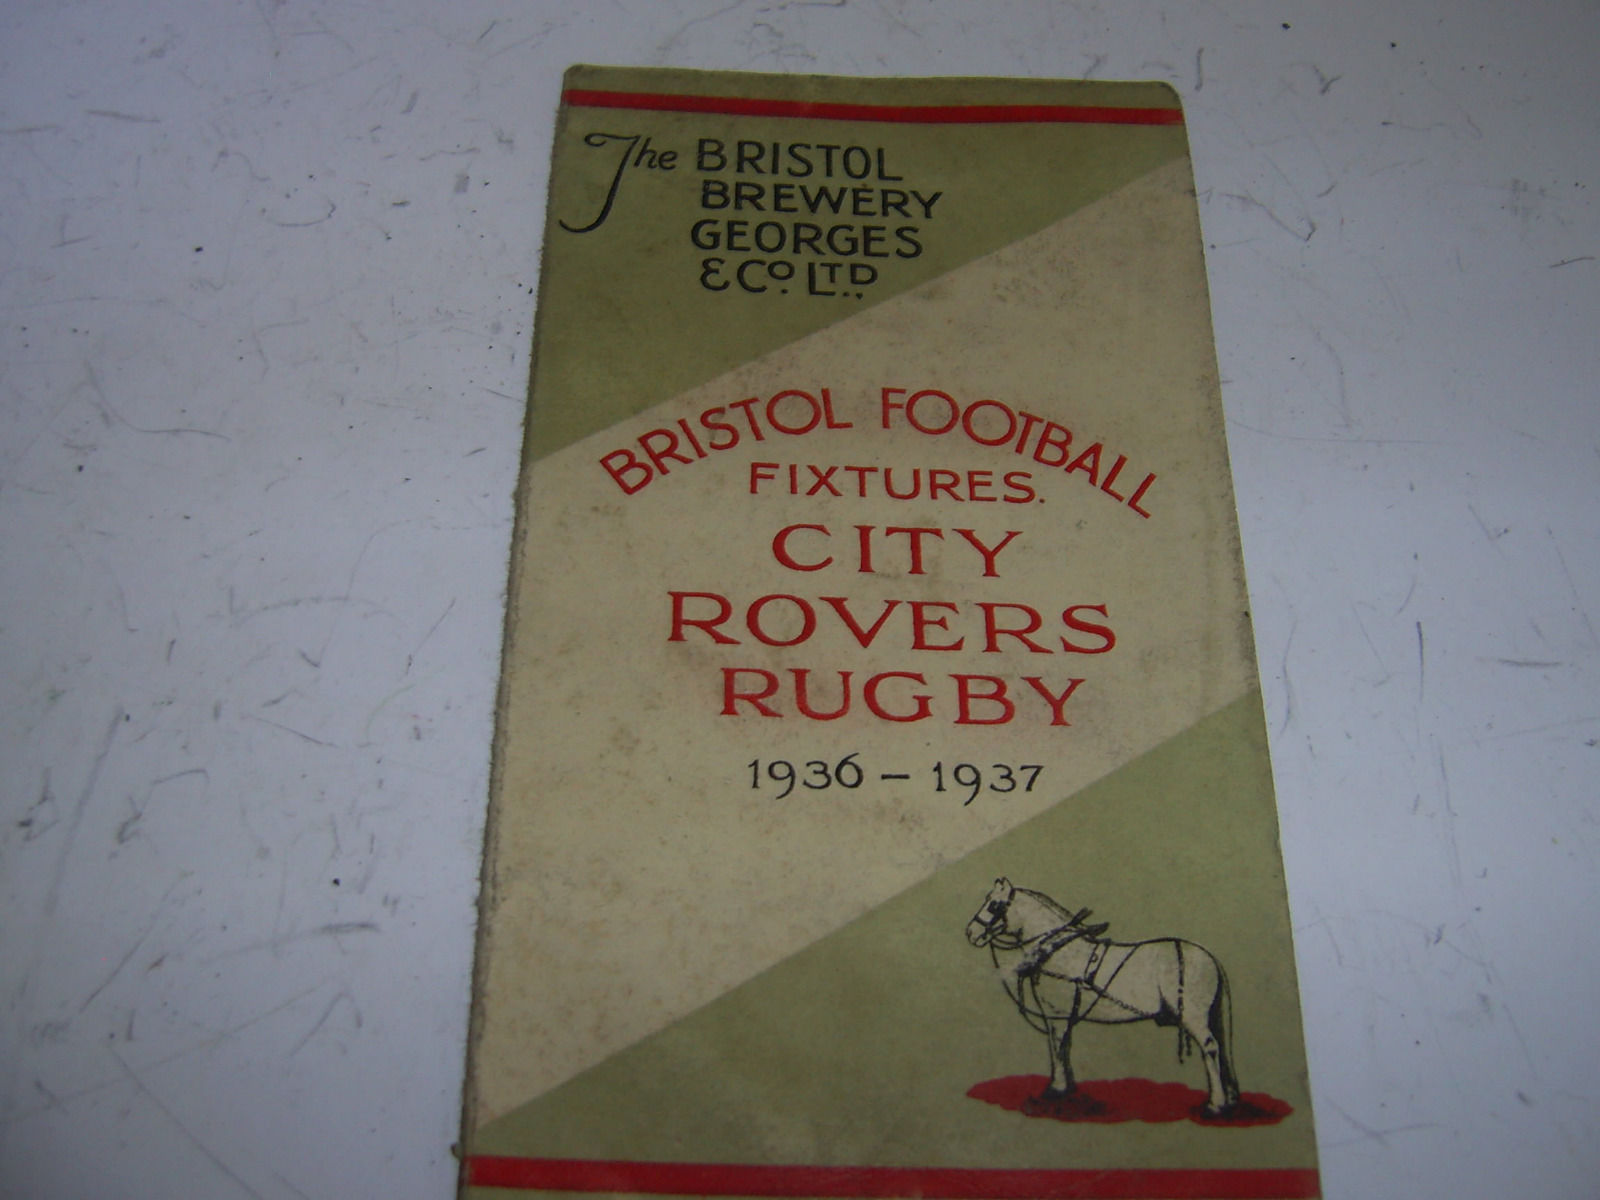 The BRISTOL
BREWERY
GEORGES
& Co. LTD.
BRISTOL FOOTBALL
FIXTURES.
CITY
ROVERS
RUGBY
1936 – 1937